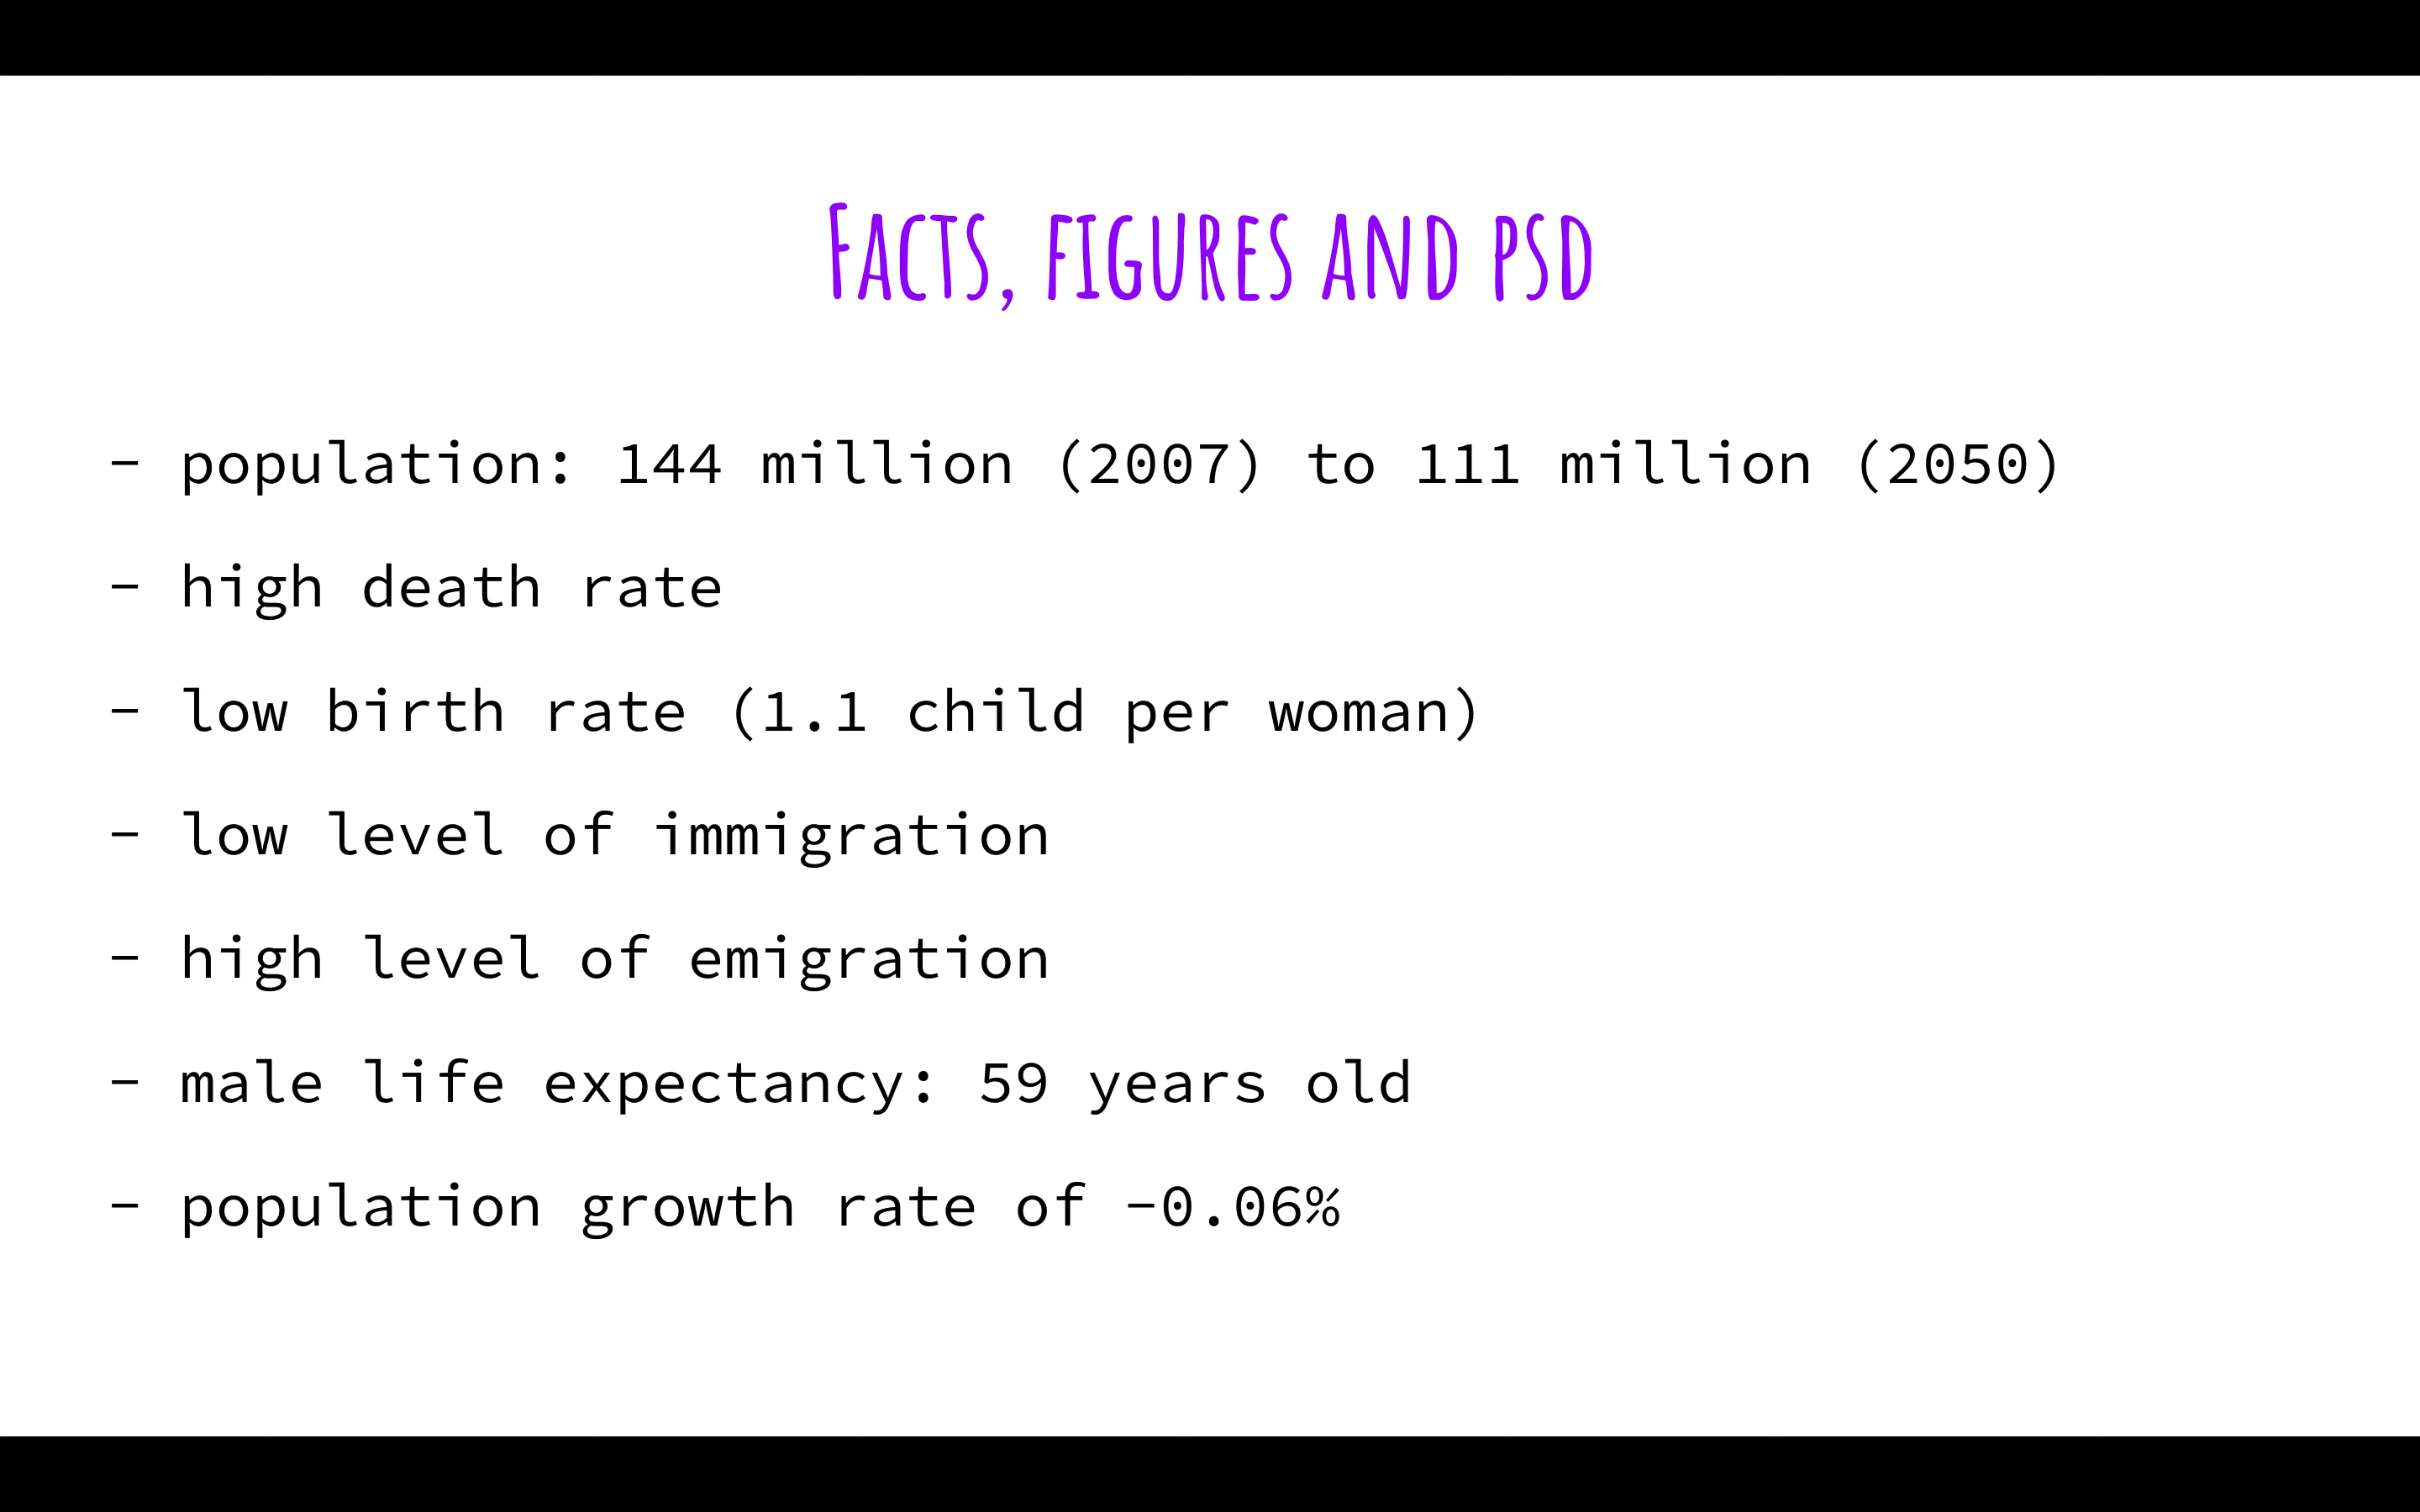 Facts, figures and PSD
– population: 144 million (2007) to 111 million (2050)
– high death rate
– low birth rate (1.1 child per woman)
– low level of immigration
– high level of emigration
– male life expectancy: 59 years old
– population growth rate of −0.06%